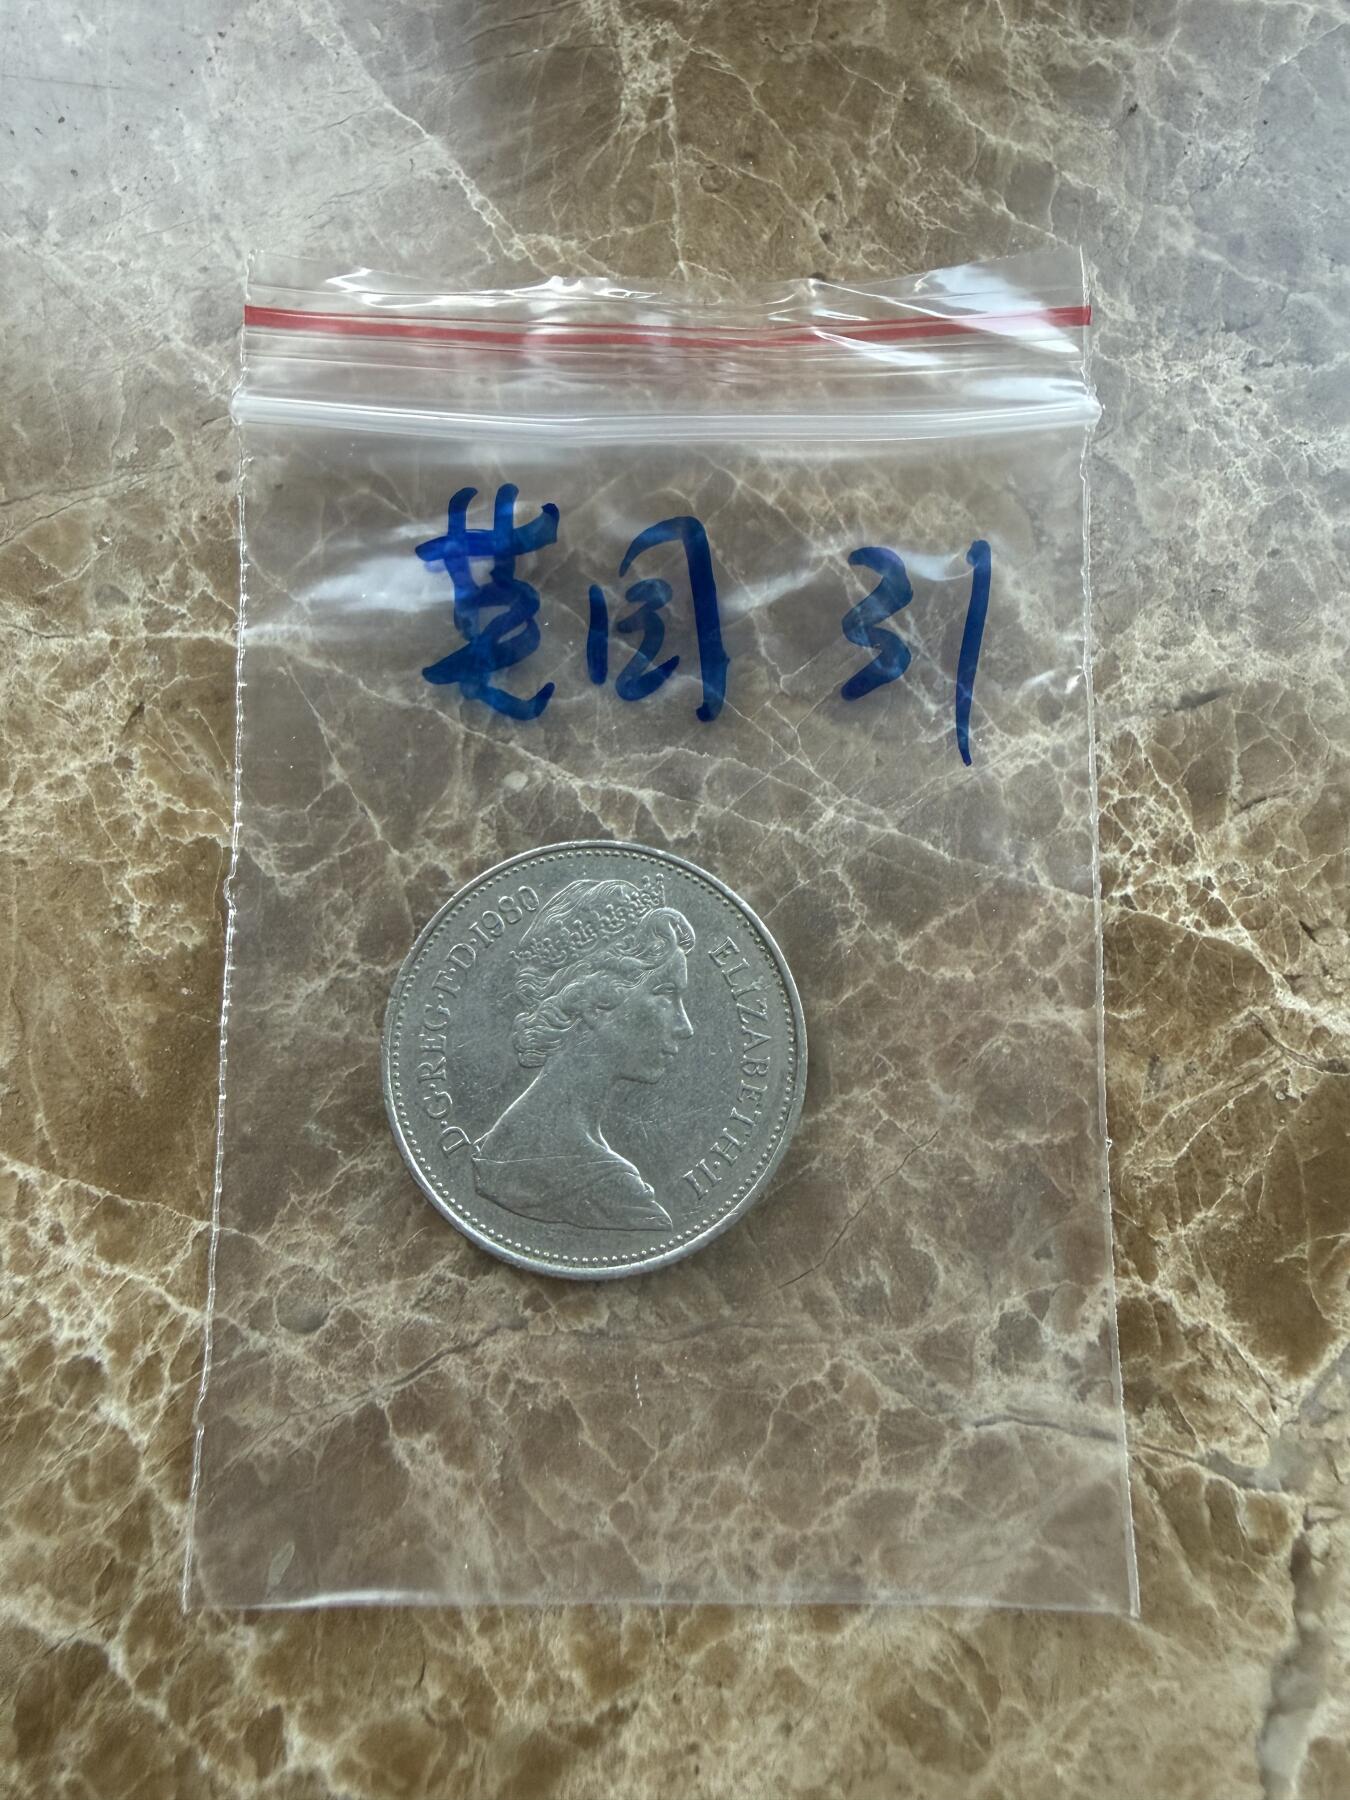 英国 31
D·G·REG·F·D·1980 ELIZABETH·II